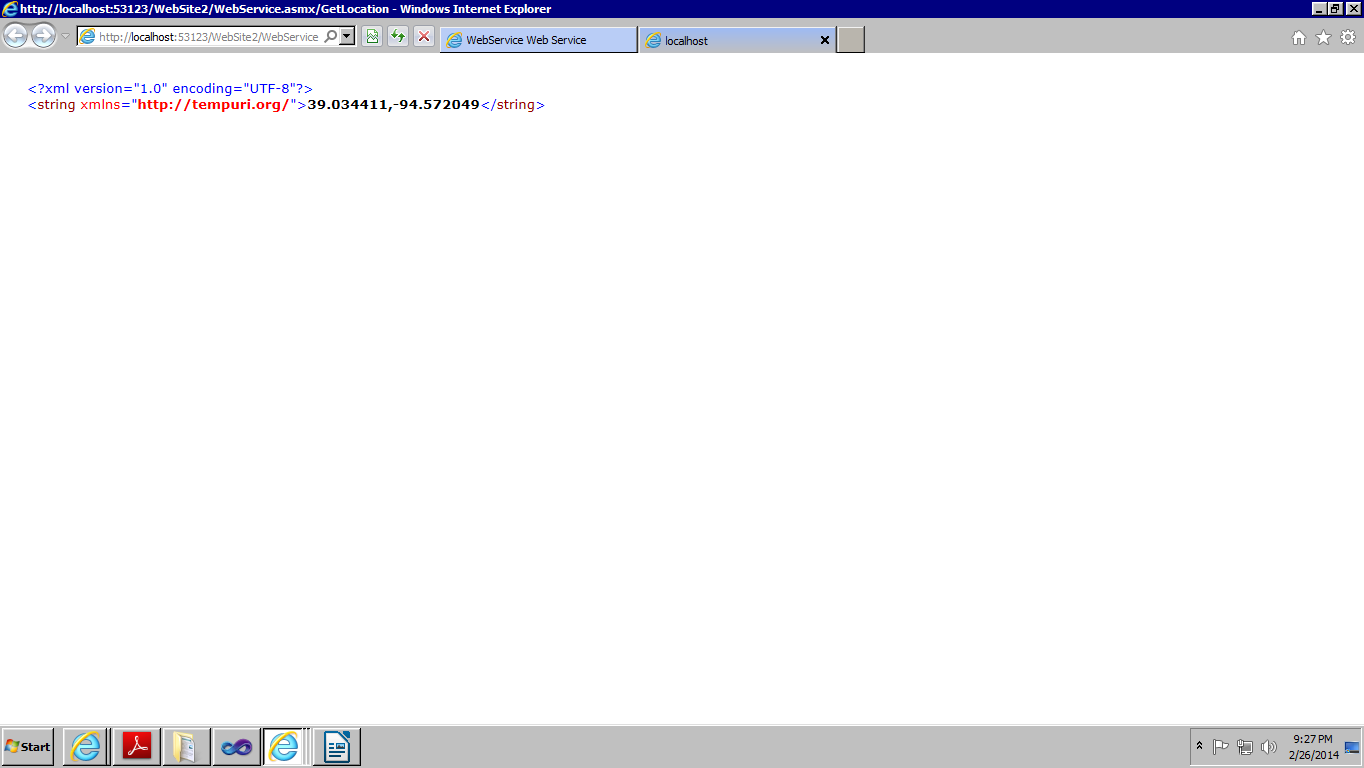 http://localhost:53123/WebSite2/WebService.asmx/GetLocation - Windows Internet Explorer
http://localhost:53123/WebSite2/WebService
WebService Web Service
localhost
<?xml version="1.0" encoding="UTF-8"?>
<string xmlns="http://tempuri.org/">39.034411,-94.572049</string>
Start
9:27 PM
2/26/2014